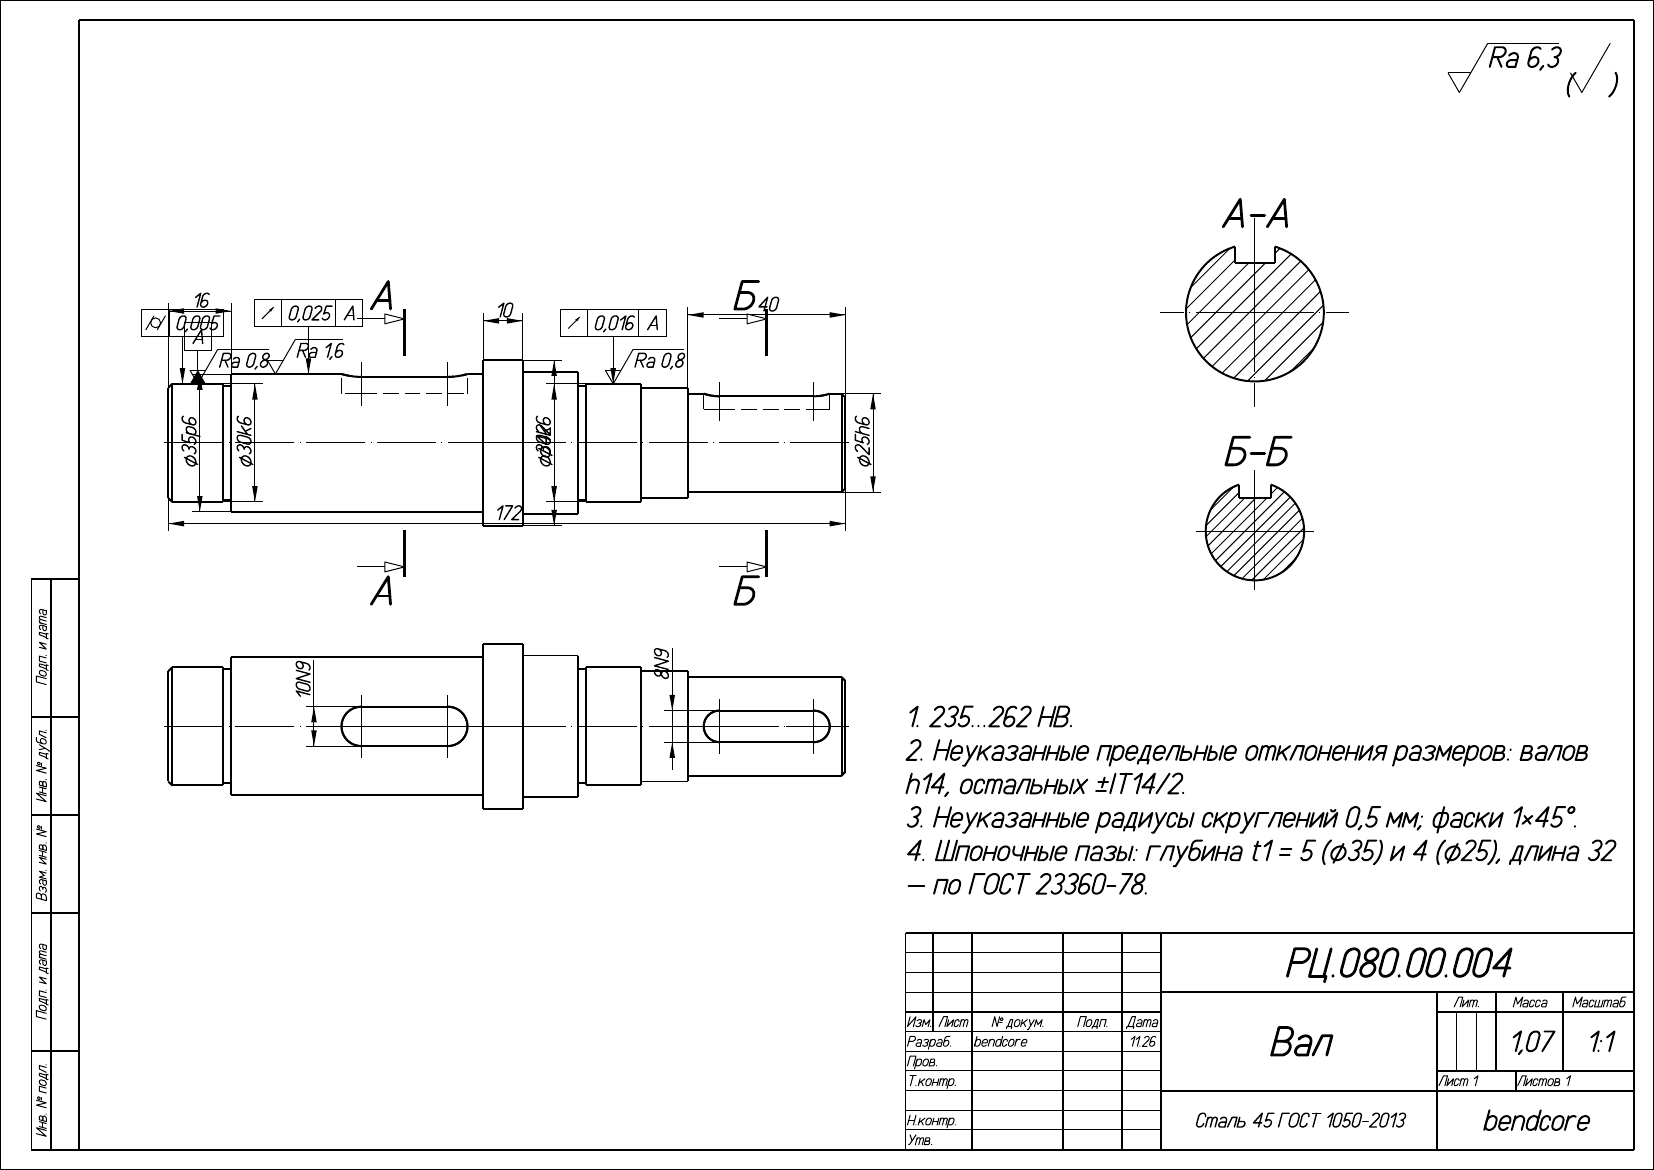 Ra 6,3
( )
А-А
А
Б
40
16
0,025 А
10
0,005
0,016 А
А
Ra 0,8
Ra 1,6
Ra 0,8
ϕ35р6
ϕ30k6
ϕ25h6
172
А
Б
Б-Б
10N9
8N9
1. 235...262 НВ.
2. Неуказанные предельные отклонения размеров: валов
h14, остальных ±IT14/2.
3. Неуказанные радиусы скруглений 0,5 мм; фаски 1×45°.
4. Шпоночные пазы: глубина t1 = 5 (ϕ35) и 4 (ϕ25), длина 32
— по ГОСТ 23360-78.
РЦ.080.00.004
Лит. Масса Масштаб
Изм. Лист № докум. Подп. Дата
Разраб. bendcore 11.26
Вал
1,07 1:1
Пров.
Т.контр.
Лист 1 Листов 1
Н.контр.
Утв.
Сталь 45 ГОСТ 1050-2013
bendcore
Подп. и дата
Инв. № дубл.
Взам. инв. №
Подп. и дата
Инв. № подл.